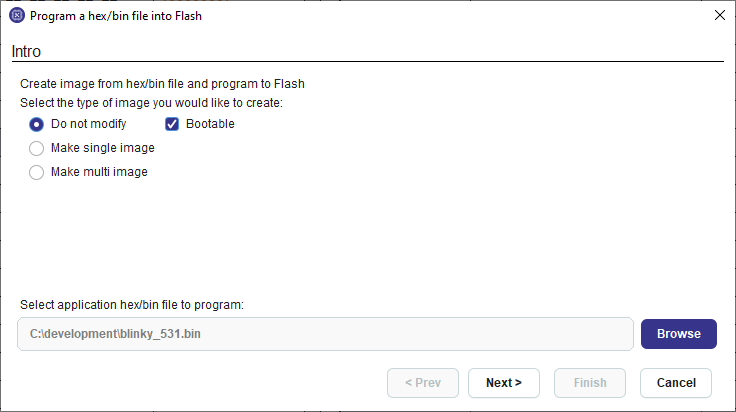 Program a hex/bin file into Flash
Intro
Create image from hex/bin file and program to Flash
Select the type of image you would like to create:
Do not modify Bootable
Make single image
Make multi image
Select application hex/bin file to program:
C:\development\blinky_531.bin Browse
< Prev Next > Finish Cancel